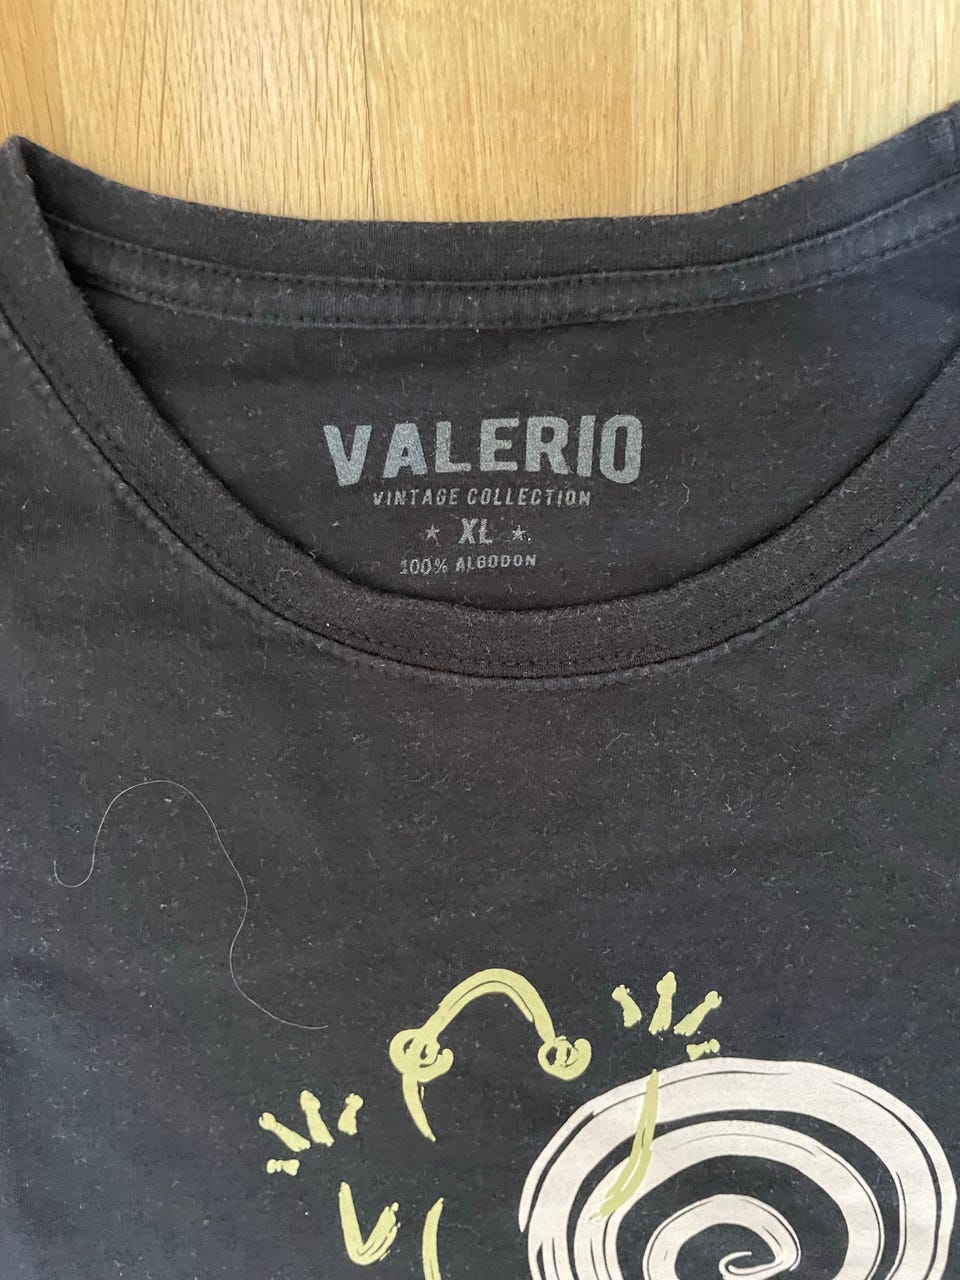 VALERIO
VINTAGE COLLECTION
★ XL ★
100% ALGODON